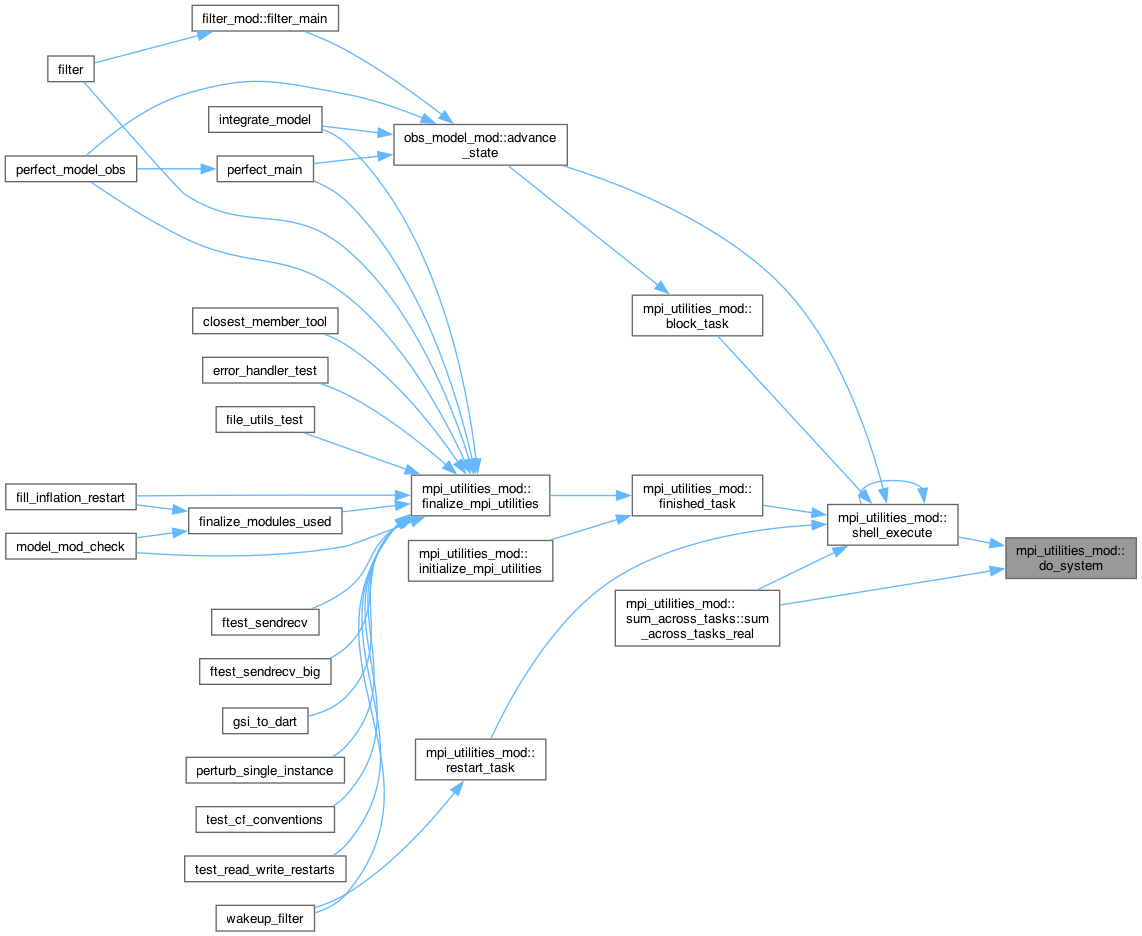 filter_mod::filter_main
filter
integrate_model
obs_model_mod::advance
_state
perfect_model_obs
perfect_main
mpi_utilities_mod::
block_task
closest_member_tool
error_handler_test
file_utils_test
fill_inflation_restart
mpi_utilities_mod::
finalize_mpi_utilities
mpi_utilities_mod::
finished_task
finalize_modules_used
mpi_utilities_mod::
shell_execute
model_mod_check
mpi_utilities_mod::
initialize_mpi_utilities
mpi_utilities_mod::
do_system
ftest_sendrecv
mpi_utilities_mod::
sum_across_tasks::sum
_across_tasks_real
ftest_sendrecv_big
gsi_to_dart
mpi_utilities_mod::
restart_task
perturb_single_instance
test_cf_conventions
test_read_write_restarts
wakeup_filter